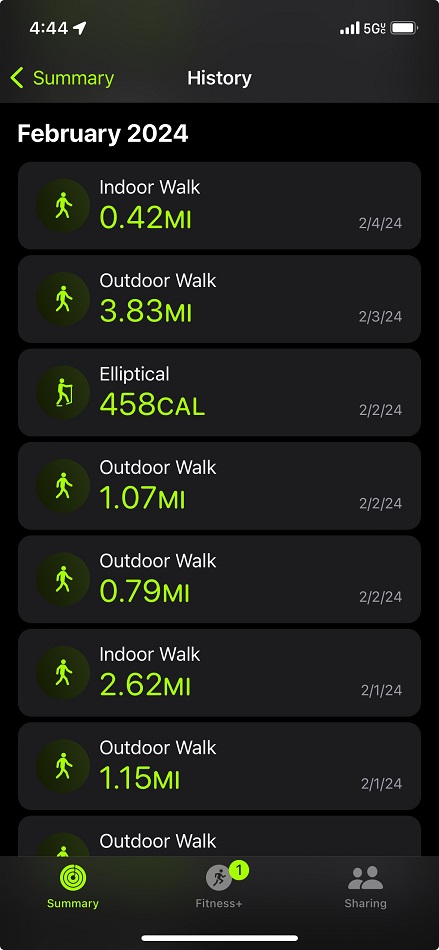 4:44
5G
Summary
History
February 2024
Indoor Walk
0.42MI
2/4/24
Outdoor Walk
3.83MI
2/3/24
Elliptical
458CAL
2/2/24
Outdoor Walk
1.07MI
2/2/24
Outdoor Walk
0.79MI
2/2/24
Indoor Walk
2.62MI
2/1/24
Outdoor Walk
1.15MI
2/1/24
Outdoor Walk
1
Summary
Fitness+
Sharing